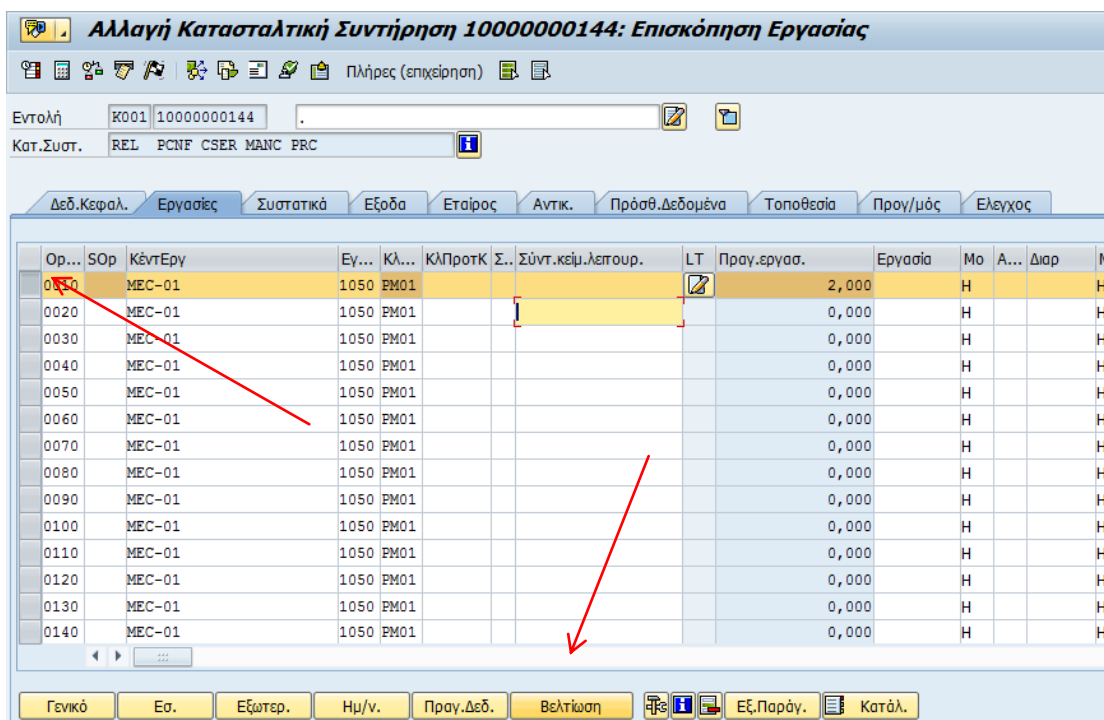 Αλλαγή Κατασταλτική Συντήρηση 10000000144: Επισκόπηση Εργασίας
Πλήρες (επιχείρηση)
Εντολή K001 10000000144 .
Κατ.Συστ. REL PCNF CSER MANC PRC
Δεδ.Κεφαλ. Εργασίες Συστατικά Εξοδα Εταίρος Αντικ. Πρόσθ.Δεδομένα Τοποθεσία Προγ/μός Ελεγχος
Op... SOp ΚέντΕργ Εγ... Κλ... ΚλΠροτΚ Σ.. Σύντ.κείμ.λειτουρ. LT Πραγ.εργασ. Εργασία Μο Α... Διαρ
0010 MEC-01 1050 PM01 2,000 H H
0020 MEC-01 1050 PM01 0,000 H H
0030 MEC-01 1050 PM01 0,000 H H
0040 MEC-01 1050 PM01 0,000 H H
0050 MEC-01 1050 PM01 0,000 H H
0060 MEC-01 1050 PM01 0,000 H H
0070 MEC-01 1050 PM01 0,000 H H
0080 MEC-01 1050 PM01 0,000 H H
0090 MEC-01 1050 PM01 0,000 H H
0100 MEC-01 1050 PM01 0,000 H H
0110 MEC-01 1050 PM01 0,000 H H
0120 MEC-01 1050 PM01 0,000 H H
0130 MEC-01 1050 PM01 0,000 H H
0140 MEC-01 1050 PM01 0,000 H H
Γενικό Εσ. Εξωτερ. Ημ/ν. Πραγ.Δεδ. Βελτίωση Εξ.Παράγ. Κατάλ.